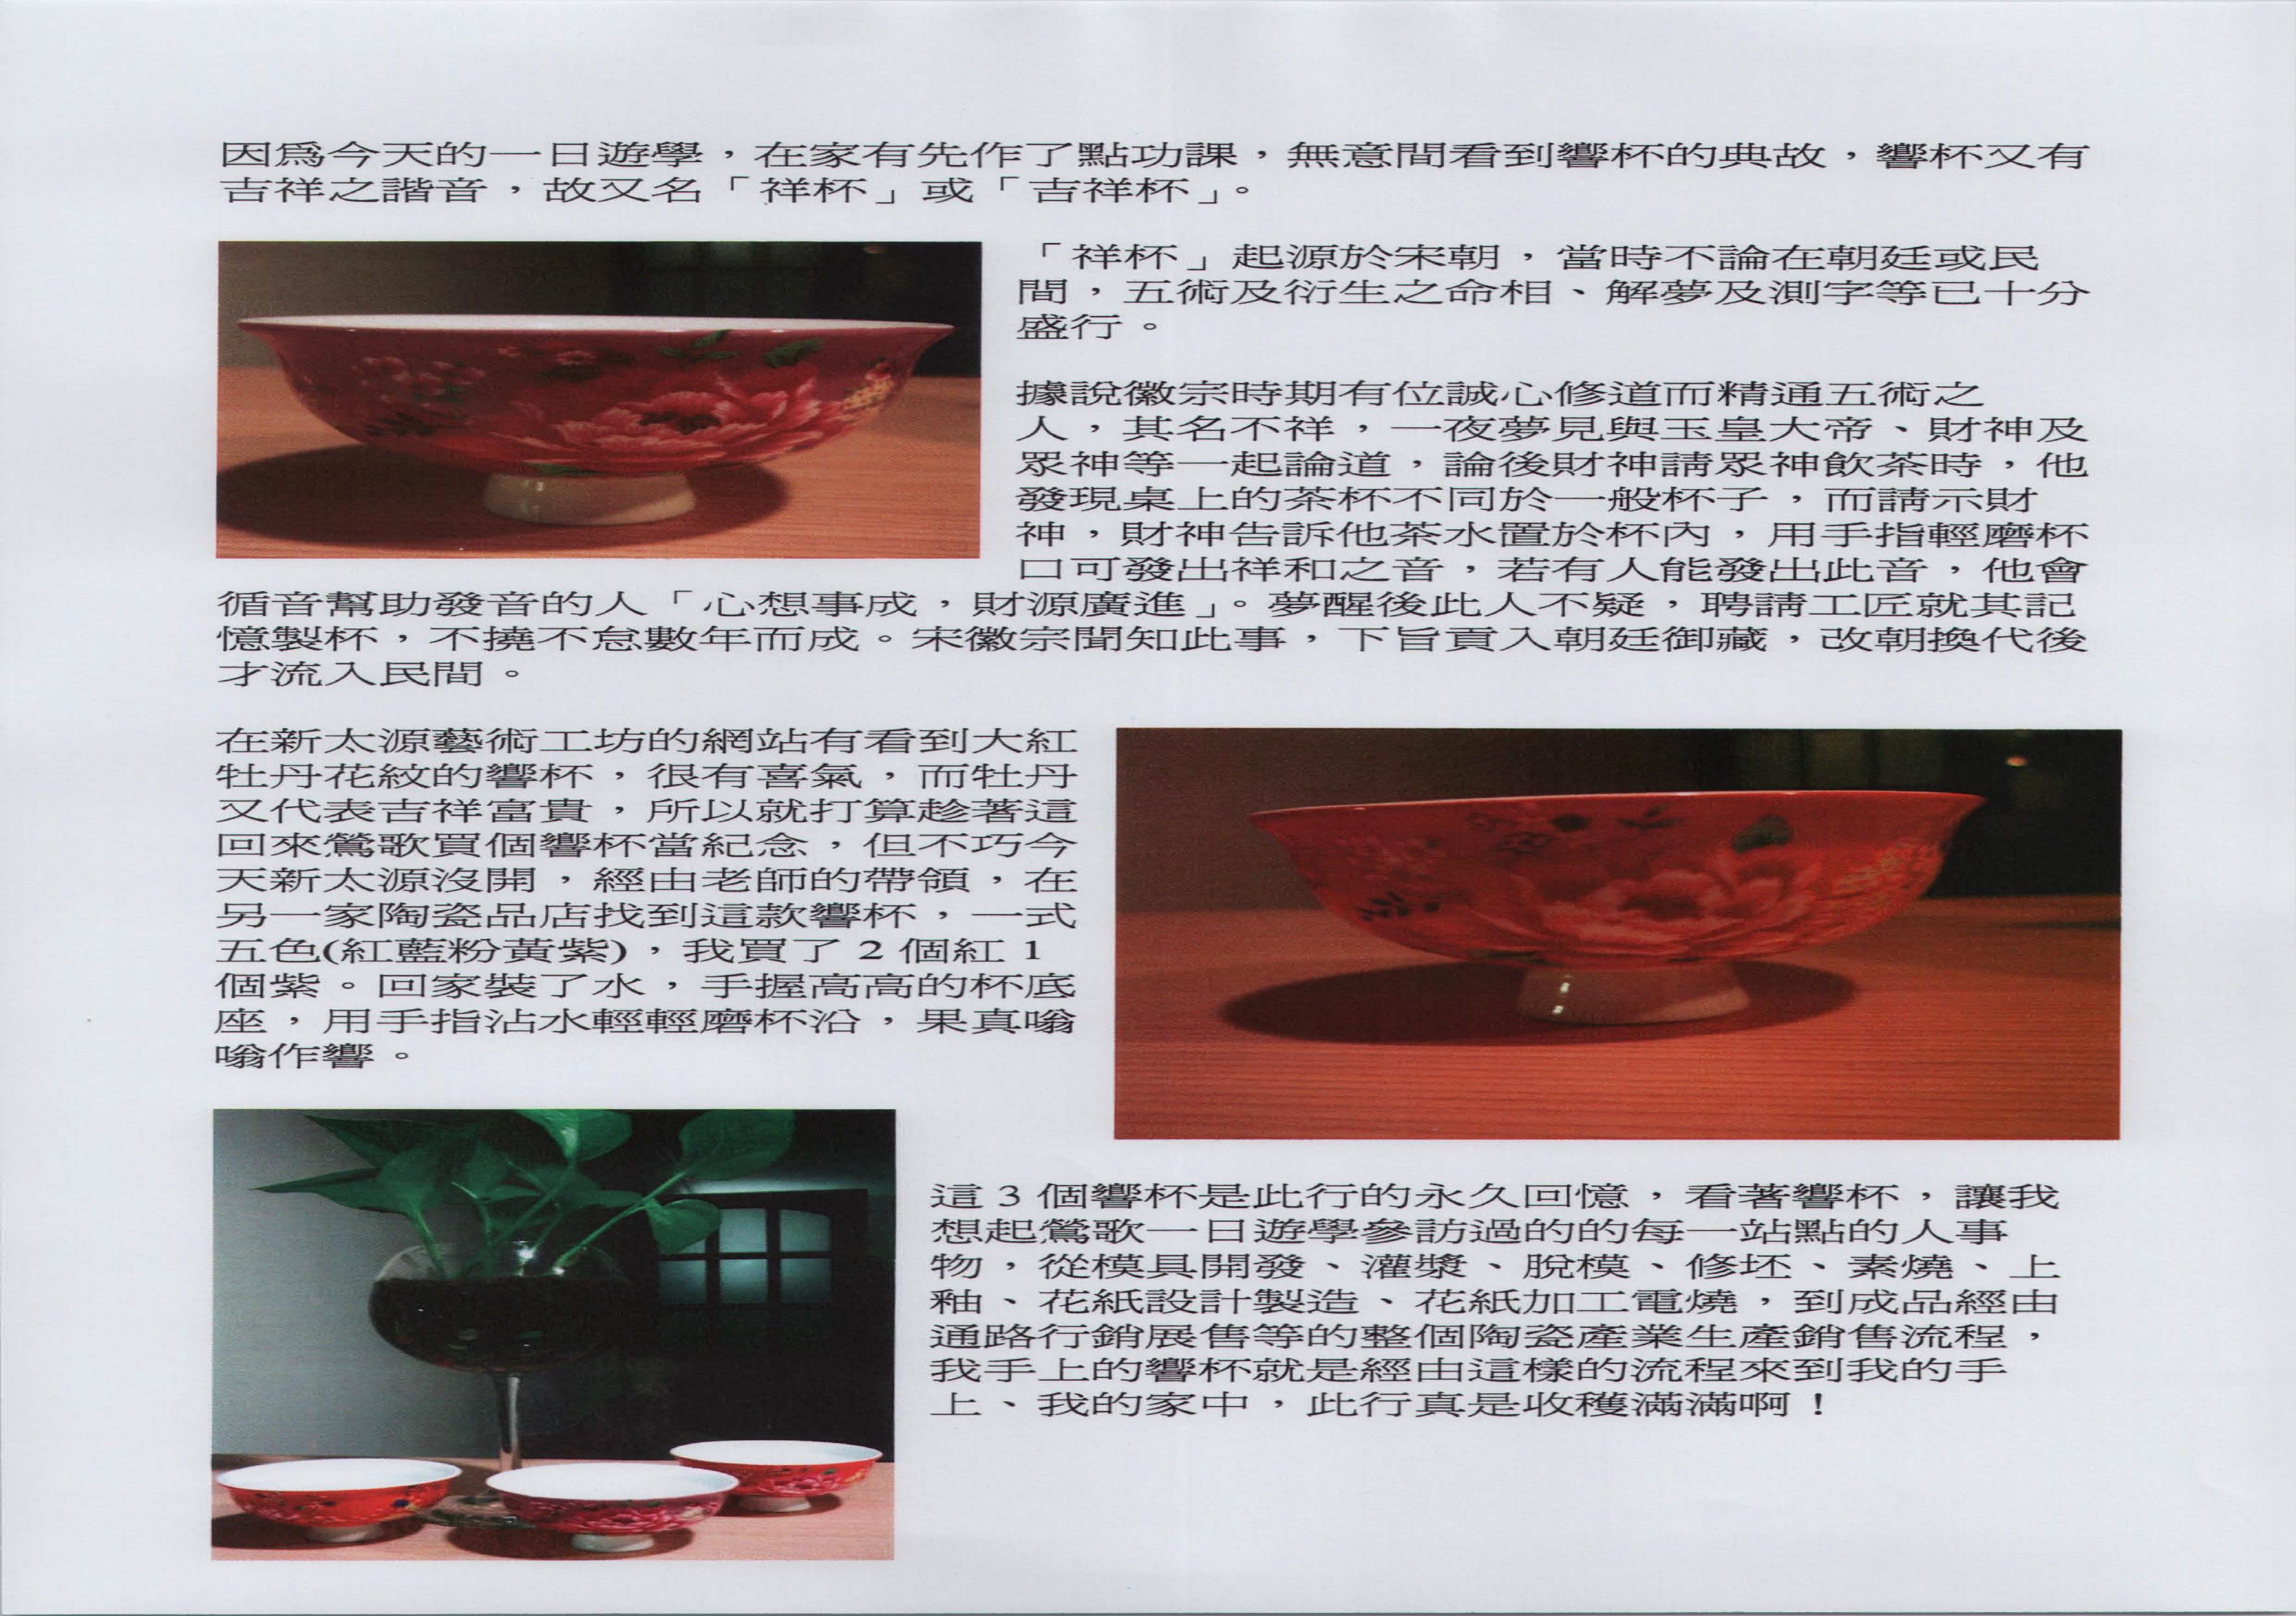 因為今天的一日遊學，在家有先作了點功課，無意間看到響杯的典故，響杯又有
吉祥之諧音，故又名「祥杯」或「吉祥杯」。
「祥杯」起源於宋朝，當時不論在朝廷或民
間，五術及衍生之命相、解夢及測字等已十分
盛行。
據說徽宗時期有位誠心修道而精通五術之
人，其名不祥，一夜夢見與玉皇大帝、財神及
眾神等一起論道，論後財神請眾神飲茶時，他
發現桌上的茶杯不同於一般杯子，而請示財
神，財神告訴他茶水置於杯內，用手指輕磨杯
口可發出祥和之音，若有人能發出此音，他會
循音幫助發音的人「心想事成，財源廣進」。夢醒後此人不疑，聘請工匠就其記
憶製杯，不撓不怠數年而成。宋徽宗聞知此事，下旨貢入朝廷御藏，改朝換代後
才流入民間。
在新太源藝術工坊的網站有看到大紅
牡丹花紋的響杯，很有喜氣，而牡丹
又代表吉祥富貴，所以就打算趁著這
回來鶯歌買個響杯當紀念，但不巧今
天新太源沒開，經由老師的帶領，在
另一家陶瓷品店找到這款響杯，一式
五色(紅藍粉黃紫)，我買了 2 個紅 1
個紫。回家裝了水，手握高高的杯底
座，用手指沾水輕輕磨杯沿，果真嗡
嗡作響。
這 3 個響杯是此行的永久回憶，看著響杯，讓我
想起鶯歌一日遊學參訪過的的每一站點的人事
物，從模具開發、灌漿、脫模、修坯、素燒、上
釉、花紙設計製造、花紙加工電燒，到成品經由
通路行銷展售等的整個陶瓷產業生產銷售流程，
我手上的響杯就是經由這樣的流程來到我的手
上、我的家中，此行真是收穫滿滿啊！